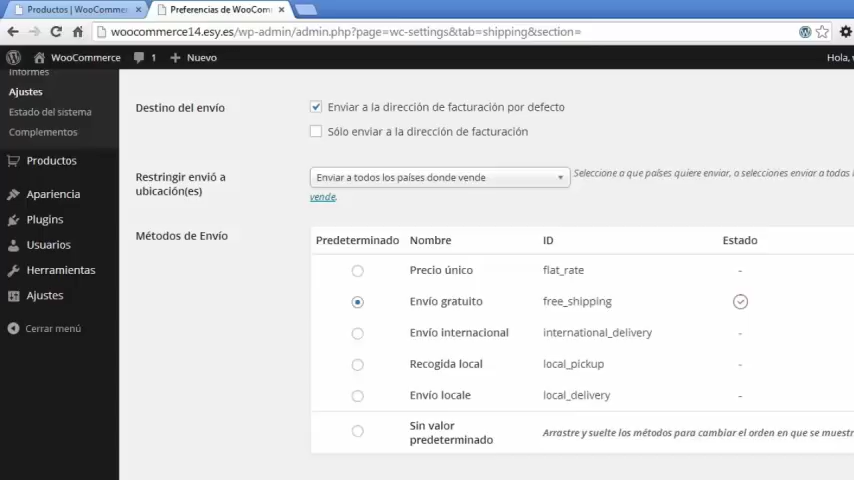 Productos | WooCommerc
Preferencias de WooCom
woocommerce14.esy.es/wp-admin/admin.php?page=wc-settings&tab=shipping&section=
WooCommerce 1 Nuevo Hola,
Informes
Ajustes
Estado del sistema
Complementos
Productos
Apariencia
Plugins
Usuarios
Herramientas
Ajustes
Cerrar menú
Destino del envío
Enviar a la dirección de facturación por defecto
Sólo enviar a la dirección de facturación
Restringir envió a
ubicación(es)
Enviar a todos los países donde vende
Seleccione a que países quiere enviar, o selecciones enviar a todas
vende.
Métodos de Envío
Predeterminado Nombre ID Estado
Precio único flat_rate -
Envío gratuito free_shipping
Envío internacional international_delivery -
Recogida local local_pickup -
Envío locale local_delivery -
Sin valor
predeterminado
Arrastre y suelte los métodos para cambiar el orden en que se muestr